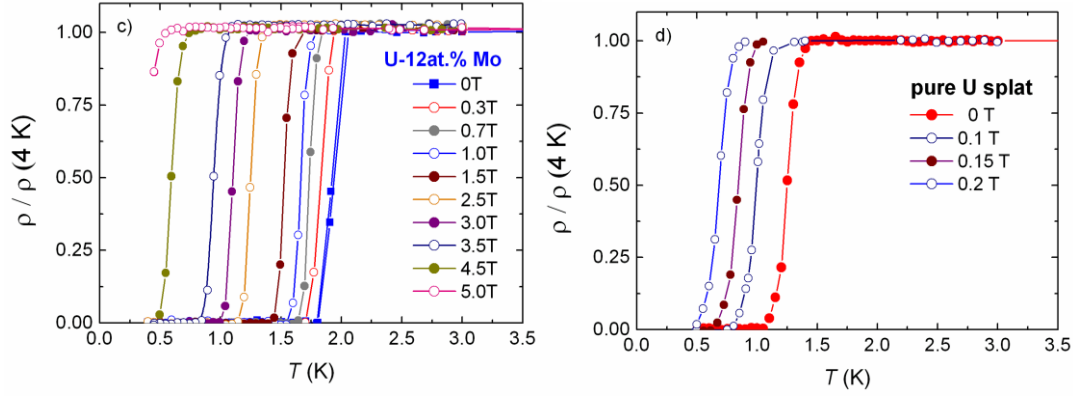 c)
U-12at.% Mo
0T
0.3T
0.7T
1.0T
1.5T
2.5T
3.0T
3.5T
4.5T
5.0T
1.00
0.75
0.50
0.25
0.00
ρ / ρ (4 K)
0.0 0.5 1.0 1.5 2.0 2.5 3.0 3.5
T (K)
d)
pure U splat
0 T
0.1 T
0.15 T
0.2 T
1.00
0.75
0.50
0.25
0.00
ρ / ρ (4 K)
0.0 0.5 1.0 1.5 2.0 2.5 3.0 3.5
T (K)